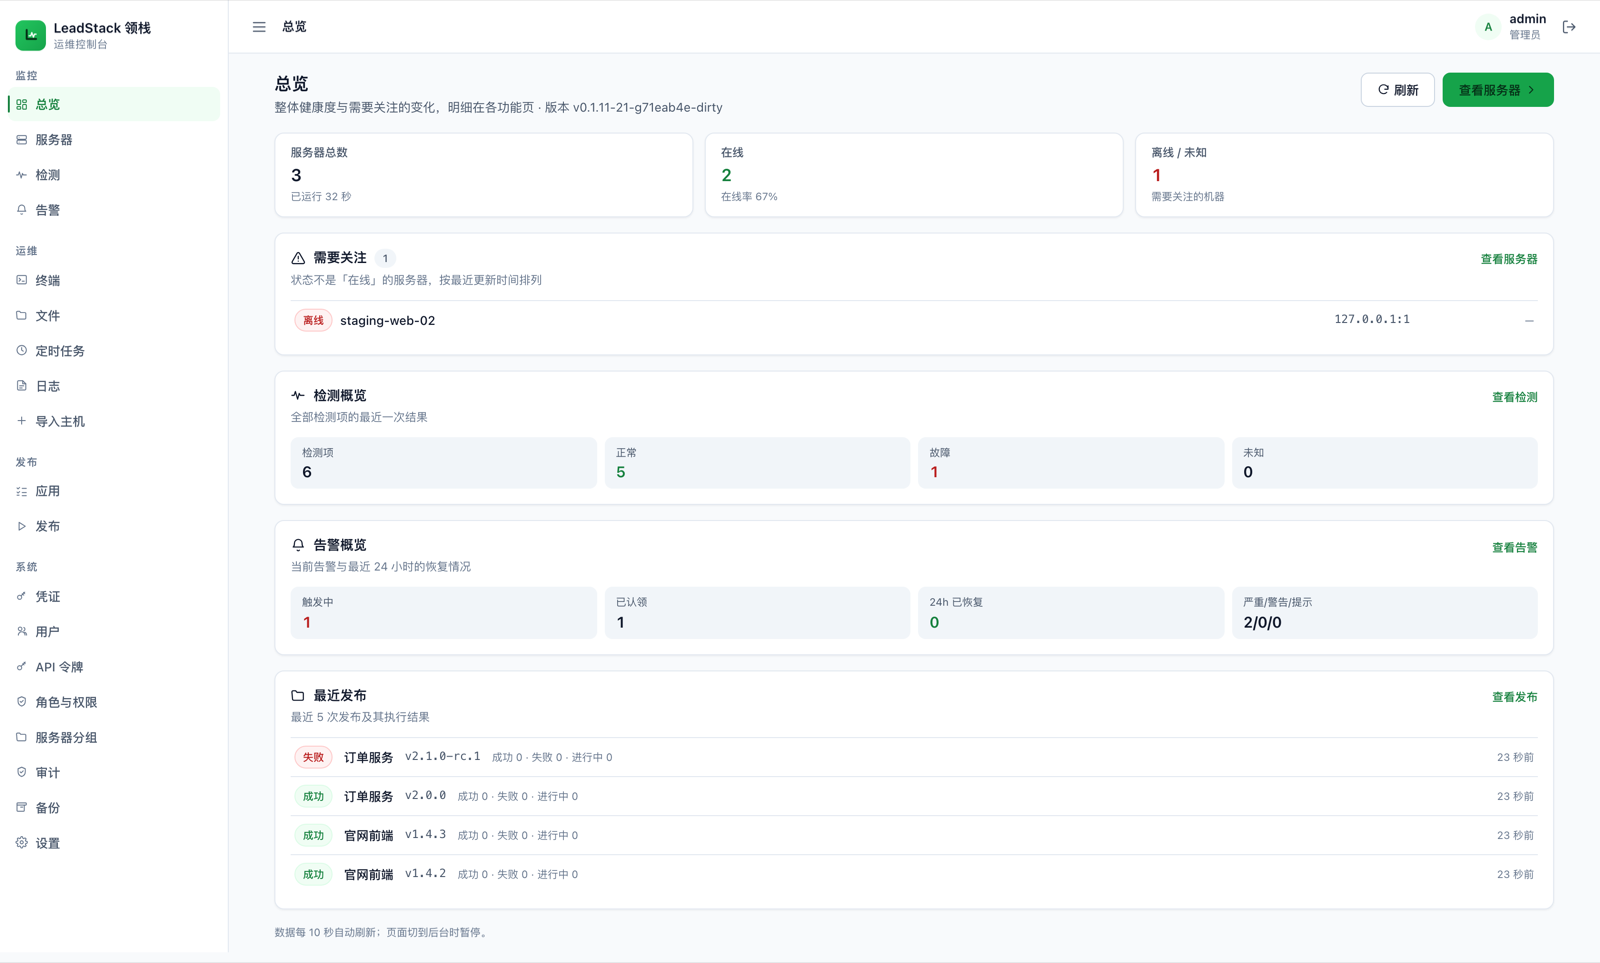 LeadStack 领栈
运维控制台
监控
总览
服务器
检测
告警
运维
终端
文件
定时任务
日志
导入主机
发布
应用
发布
系统
凭证
用户
API 令牌
角色与权限
服务器分组
审计
备份
设置
总览
A
admin
管理员
总览
整体健康度与需要关注的变化，明细在各功能页 · 版本 v0.1.11-21-g71eab4e-dirty
刷新
查看服务器
服务器总数
3
已运行 32 秒
在线
2
在线率 67%
离线 / 未知
1
需要关注的机器
需要关注 1
查看服务器
状态不是「在线」的服务器，按最近更新时间排列
离线 staging-web-02 127.0.0.1:1 —
检测概览
查看检测
全部检测项的最近一次结果
检测项
6
正常
5
故障
1
未知
0
告警概览
查看告警
当前告警与最近 24 小时的恢复情况
触发中
1
已认领
1
24h 已恢复
0
严重/警告/提示
2/0/0
最近发布
查看发布
最近 5 次发布及其执行结果
失败 订单服务 v2.1.0-rc.1 成功 0 · 失败 0 · 进行中 0 23 秒前
成功 订单服务 v2.0.0 成功 0 · 失败 0 · 进行中 0 23 秒前
成功 官网前端 v1.4.3 成功 0 · 失败 0 · 进行中 0 23 秒前
成功 官网前端 v1.4.2 成功 0 · 失败 0 · 进行中 0 23 秒前
数据每 10 秒自动刷新；页面切到后台时暂停。